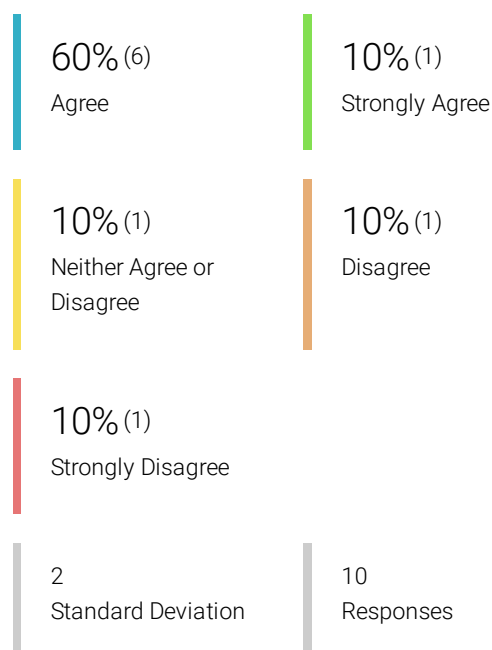 60% (6)
Agree
10% (1)
Strongly Agree
10% (1)
Neither Agree or
Disagree
10% (1)
Disagree
10% (1)
Strongly Disagree
2
Standard Deviation
10
Responses